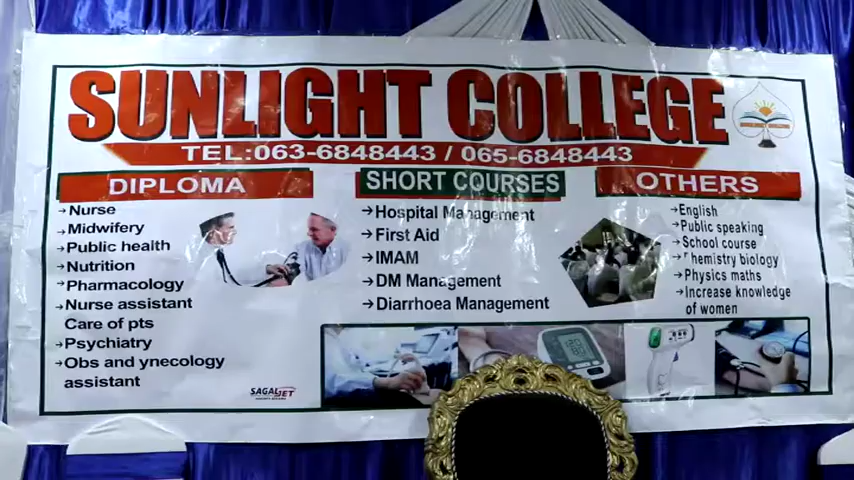 SUNLIGHT COLLEGE
TEL:063-6848443 / 065-6848443
DIPLOMA
→Nurse
→Midwifery
→Public health
→Nutrition
→Pharmacology
→Nurse assistant
Care of pts
→Psychiatry
→Obs and ynecology
assistant
SHORT COURSES
→Hospital Management
→First Aid
→IMAM
→DM Management
→Diarrhoea Management
OTHERS
→English
→Public speaking
→School course
→Chemistry biology
→Physics maths
→Increase knowledge
of women
SAGALJET